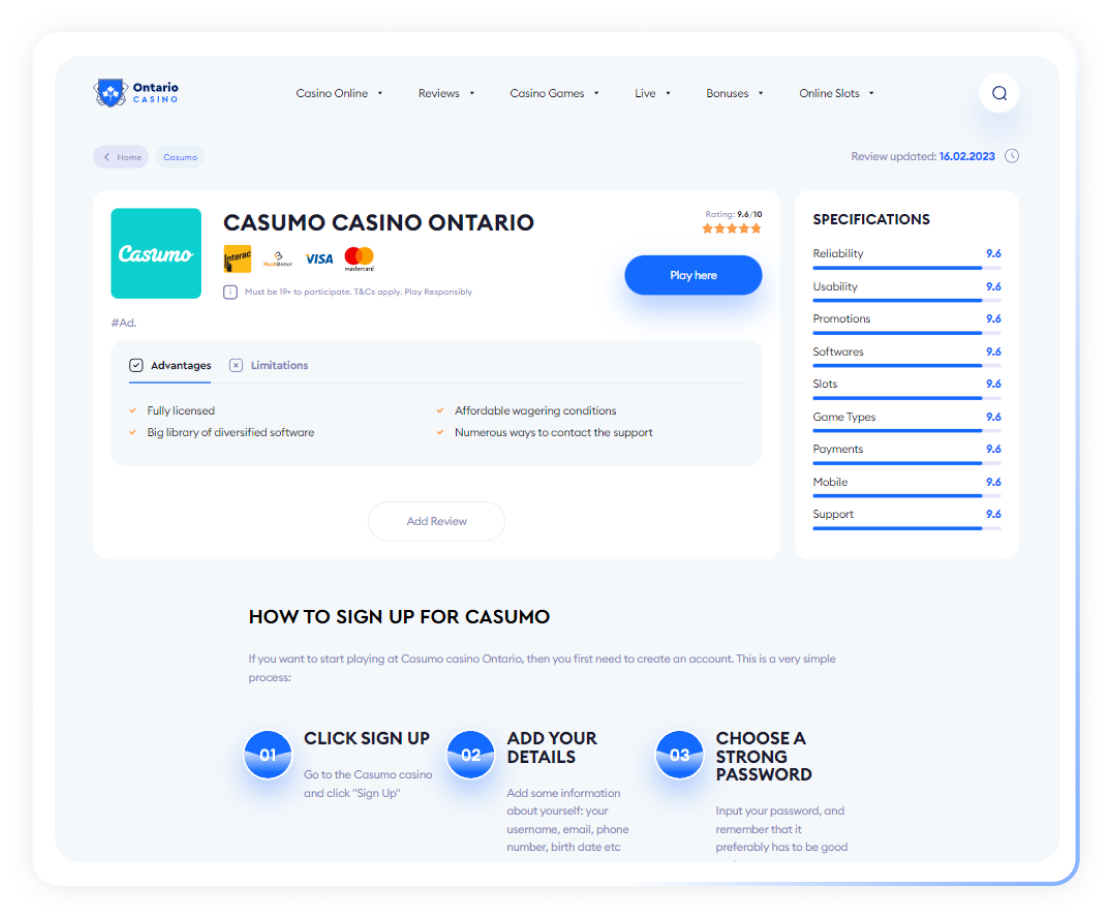 Ontario
CASINO
Casino Online
Reviews
Casino Games
Live
Bonuses
Online Slots
Home
Casumo
Review updated: 16.02.2023
Casumo
CASUMO CASINO ONTARIO
Interac
MuchBetter
VISA
mastercard
Must be 19+ to participate. T&Cs apply. Play Responsibly
Rating: 9.6/10
Play here
#Ad.
Advantages
Limitations
Fully licensed
Affordable wagering conditions
Big library of diversified software
Numerous ways to contact the support
Add Review
SPECIFICATIONS
Reliability 9.6
Usability 9.6
Promotions 9.6
Softwares 9.6
Slots 9.6
Game Types 9.6
Payments 9.6
Mobile 9.6
Support 9.6
HOW TO SIGN UP FOR CASUMO
If you want to start playing at Casumo casino Ontario, then you first need to create an account. This is a very simple
process:
01
CLICK SIGN UP
Go to the Casumo casino
and click "Sign Up"
02
ADD YOUR
DETAILS
Add some information
about yourself: your
username, email, phone
number, birth date etc
03
CHOOSE A
STRONG
PASSWORD
Input your password, and
remember that it
preferably has to be good